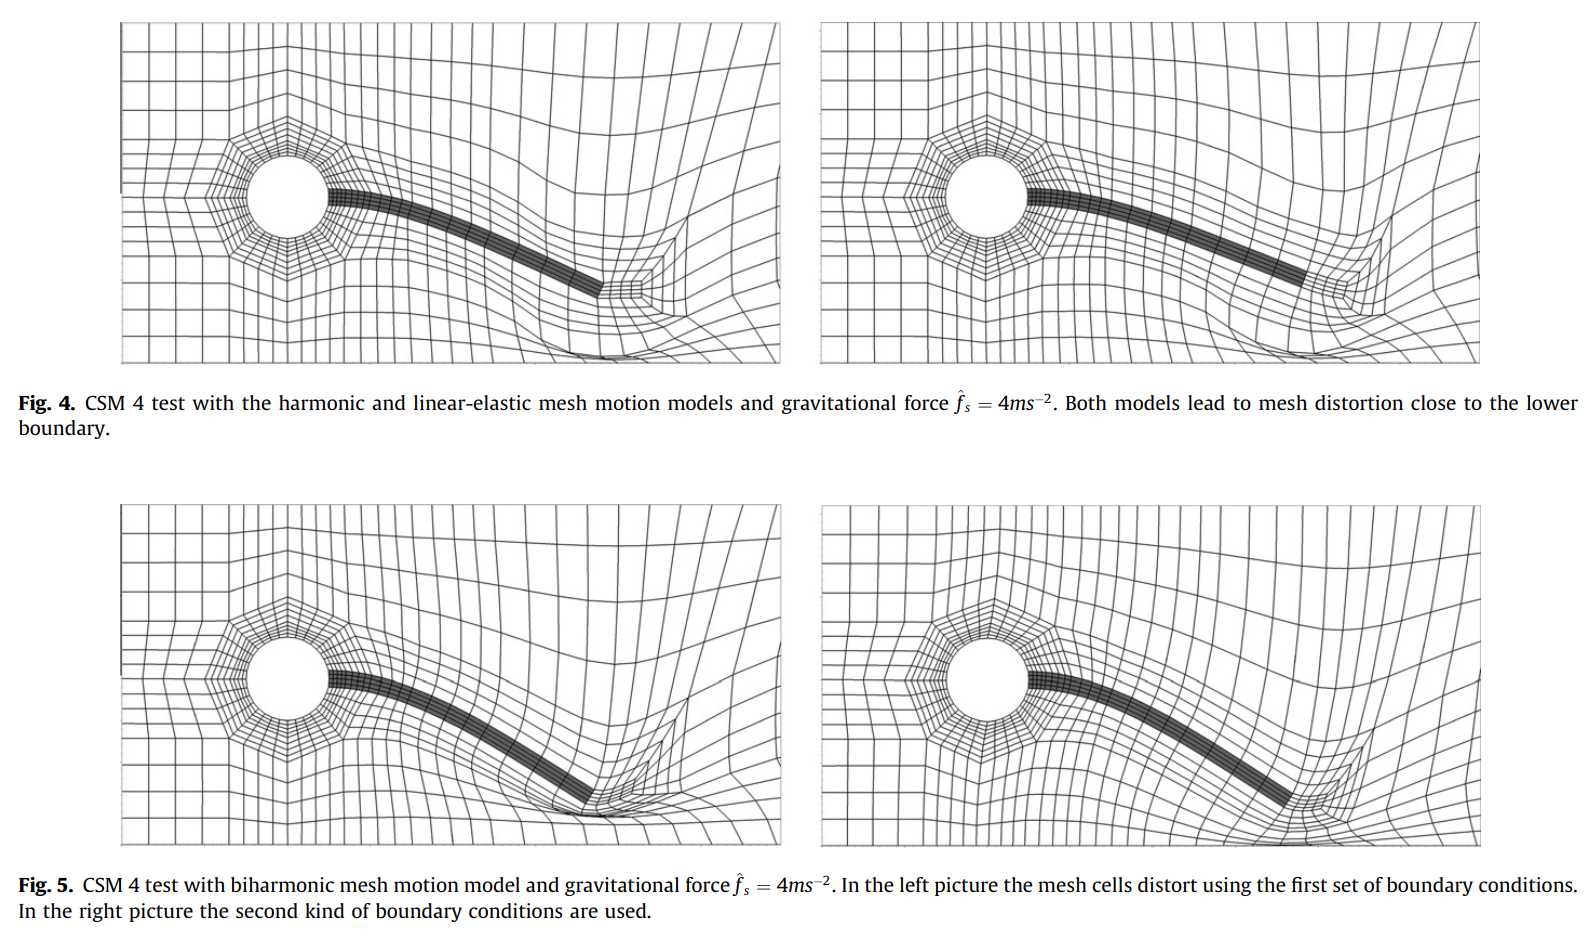 Fig. 4. CSM 4 test with the harmonic and linear-elastic mesh motion models and gravitational force f̂ₛ = 4ms⁻². Both models lead to mesh distortion close to the lower
boundary.
Fig. 5. CSM 4 test with biharmonic mesh motion model and gravitational force f̂ₛ = 4ms⁻². In the left picture the mesh cells distort using the first set of boundary conditions.
In the right picture the second kind of boundary conditions are used.